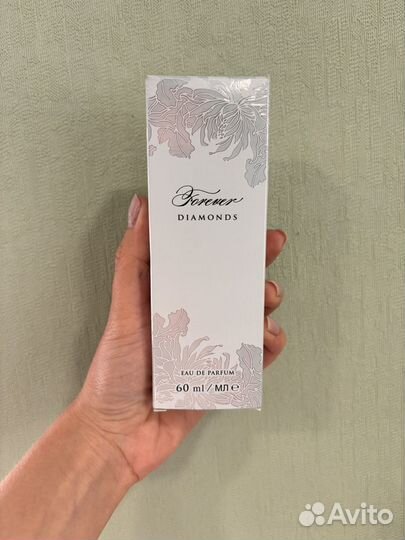 Forever
DIAMONDS
EAU DE PARFUM
60 ml / МЛ ℮
Avito